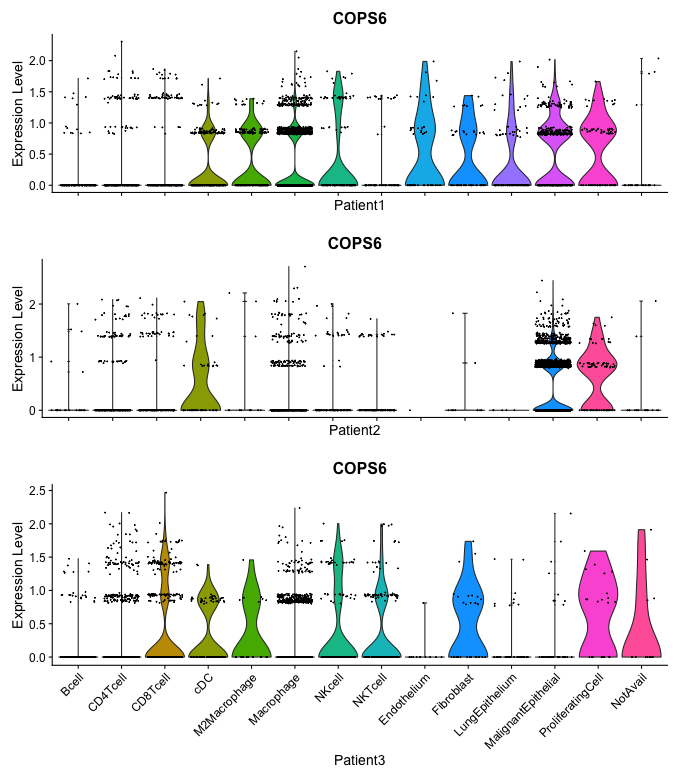 COPS6
Expression Level
2.0
1.5
1.0
0.5
0.0
Patient1
COPS6
Expression Level
2
1
0
Patient2
COPS6
Expression Level
2.5
2.0
1.5
1.0
0.5
0.0
Bcell
CD4Tcell
CD8Tcell
cDC
M2Macrophage
Macrophage
NKcell
NKTcell
Endothelium
Fibroblast
LungEpithelium
MalignantEpithelial
ProliferatingCell
NotAvail
Patient3